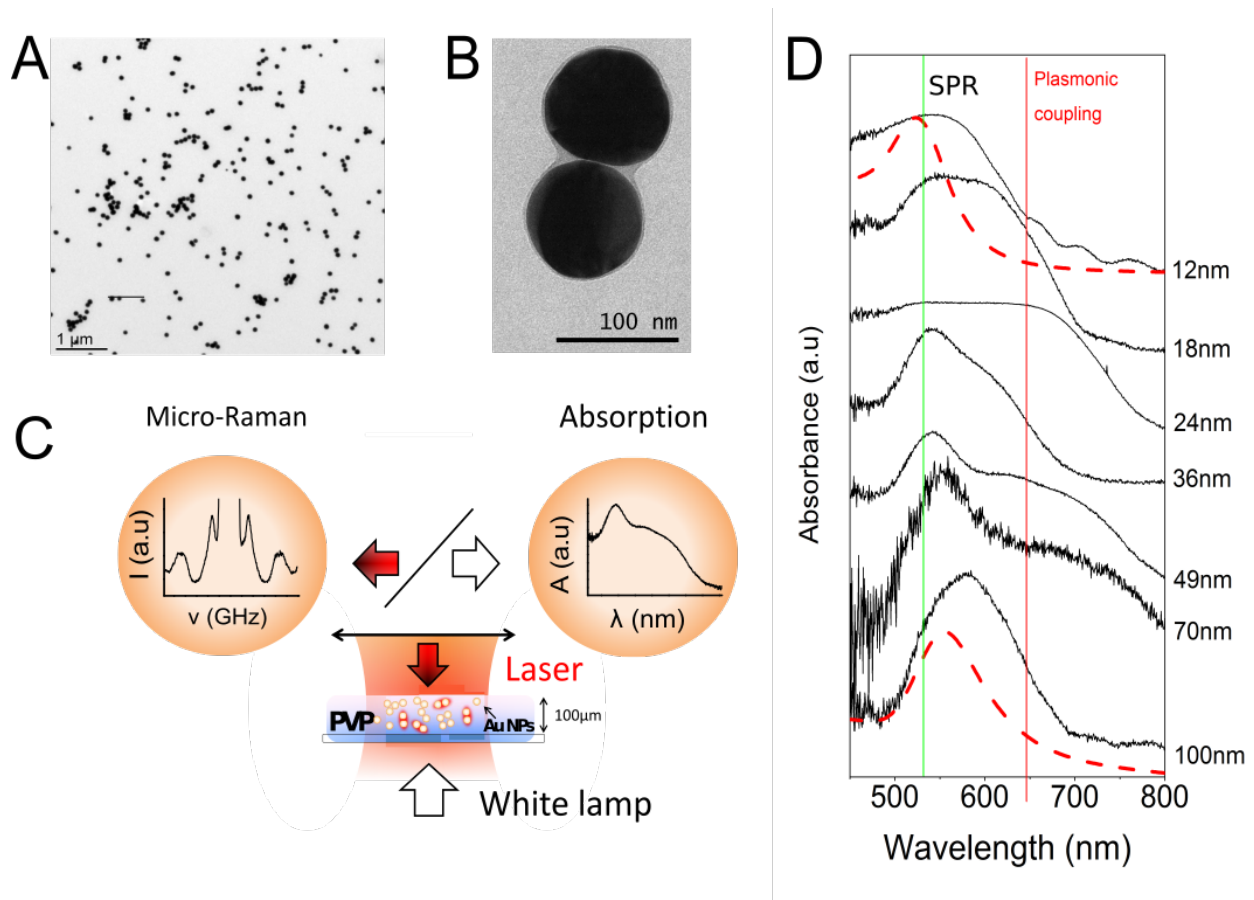 A
1 µm
B
100 nm
C
Micro-Raman
I (a.u)
ν (GHz)
Absorption
A (a.u)
λ (nm)
Laser
PVP
Au NPs
100µm
White lamp
D
SPR
Plasmonic
coupling
Absorbance (a.u)
12nm
18nm
24nm
36nm
49nm
70nm
100nm
500 600 700 800
Wavelength (nm)